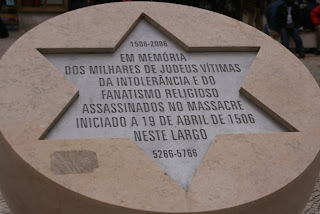 1506-2006
EM MEMÓRIA
DOS MILHARES DE JUDEUS VÍTIMAS
DA INTOLERÂNCIA E DO
FANATISMO RELIGIOSO
ASSASSINADOS NO MASSACRE
INICIADO A 19 DE ABRIL DE 1506
NESTE LARGO
5266-5766